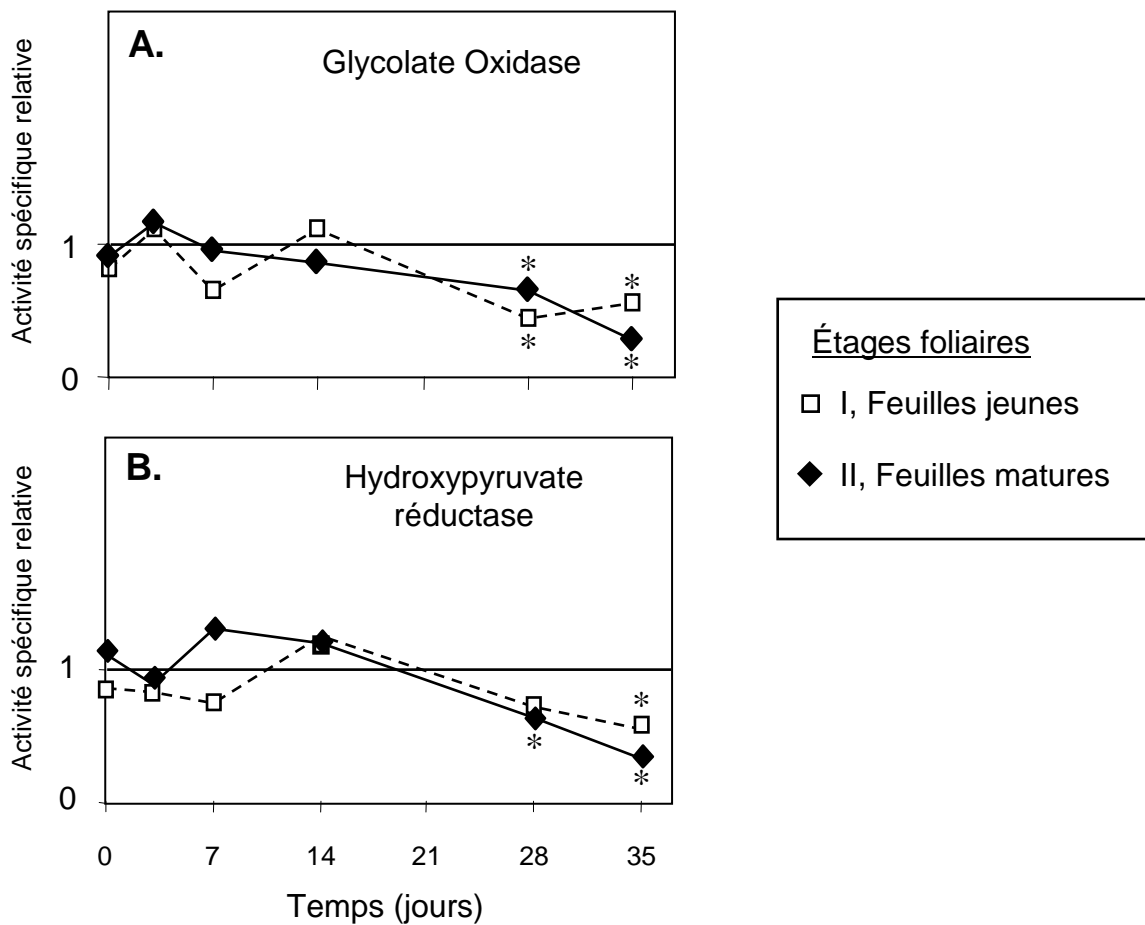 A.
Glycolate Oxidase
Activité spécifique relative
1
0
*
*
*
*
B.
Hydroxypyruvate
réductase
Activité spécifique relative
1
0
*
*
*
*
0 7 14 21 28 35
Temps (jours)
Étages foliaires
I, Feuilles jeunes
II, Feuilles matures